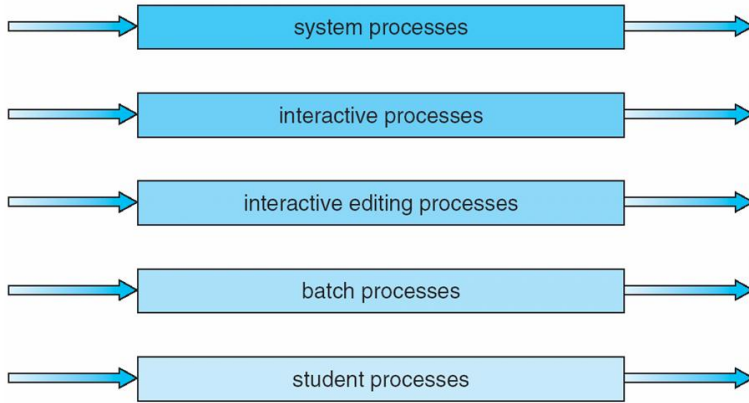 system processes
interactive processes
interactive editing processes
batch processes
student processes